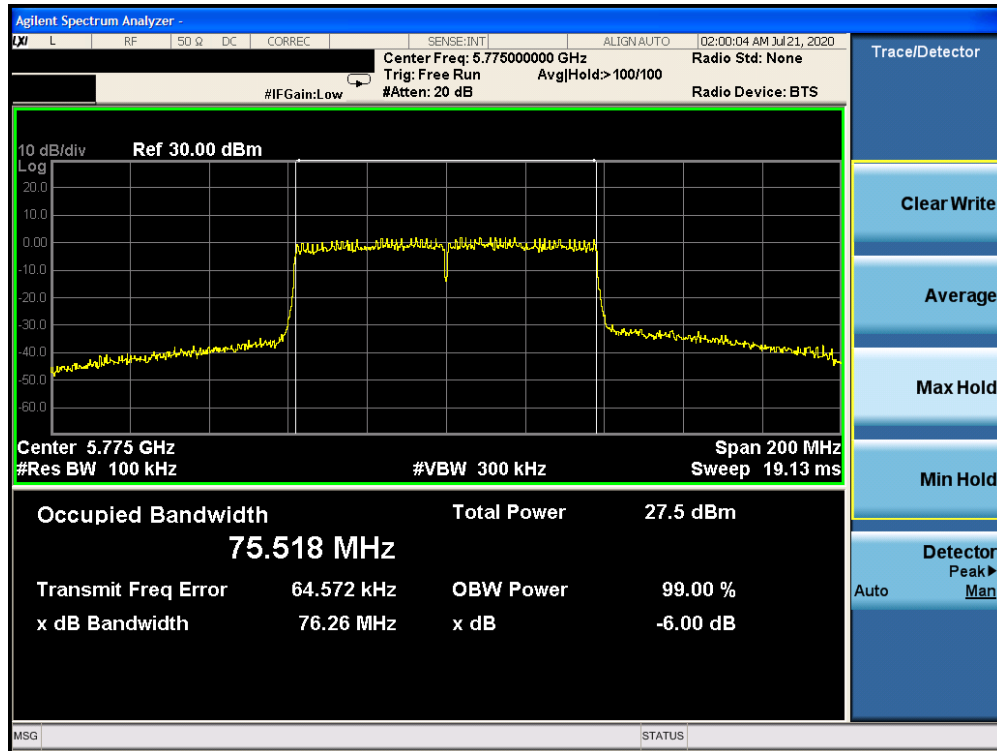 Agilent Spectrum Analyzer -
LXI L RF 50 Ω DC CORREC SENSE:INT ALIGN AUTO 02:00:04 AM Jul 21, 2020
Center Freq: 5.775000000 GHz Radio Std: None
Trig: Free Run Avg|Hold:>100/100
#IFGain:Low #Atten: 20 dB Radio Device: BTS
10 dB/div Ref 30.00 dBm
Log
20.0
10.0
0.00
-10.0
-20.0
-30.0
-40.0
-50.0
-60.0
Center 5.775 GHz Span 200 MHz
#Res BW 100 kHz #VBW 300 kHz Sweep 19.13 ms
Occupied Bandwidth Total Power 27.5 dBm
75.518 MHz
Transmit Freq Error 64.572 kHz OBW Power 99.00 %
x dB Bandwidth 76.26 MHz x dB -6.00 dB
Trace/Detector
Clear Write
Average
Max Hold
Min Hold
Detector
Peak▶
Auto Man
MSG STATUS